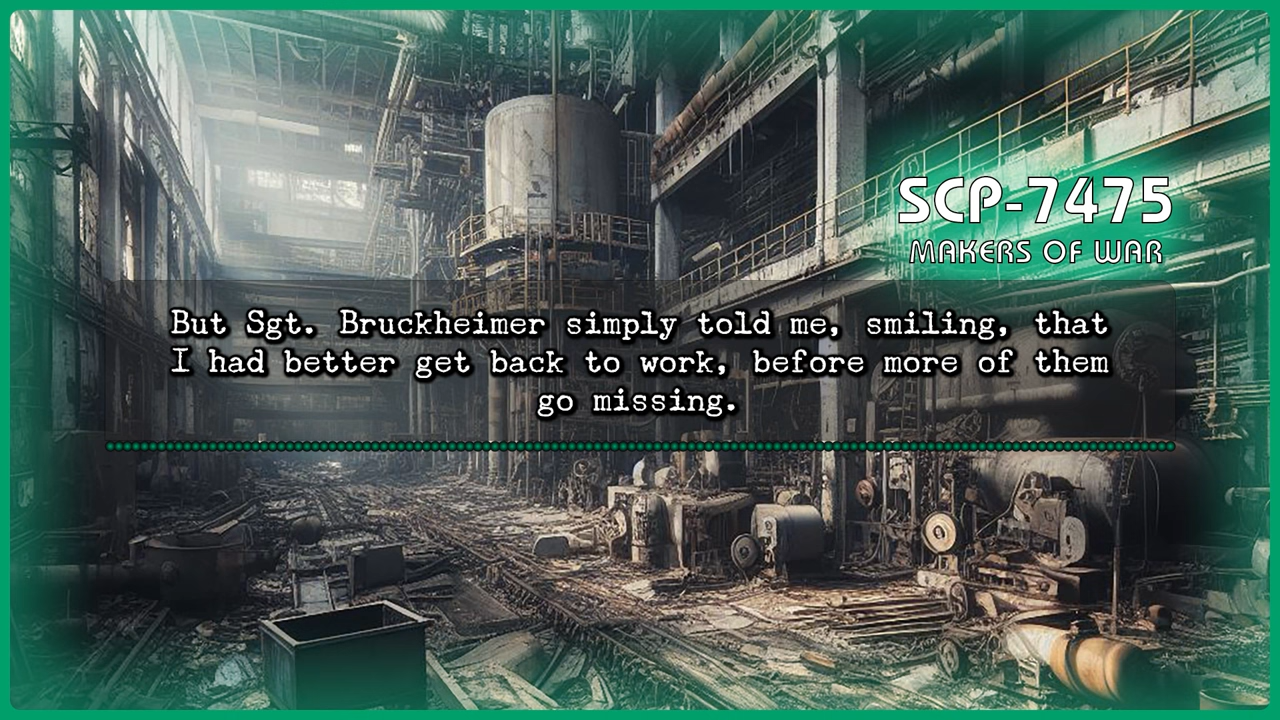 SCP-7475
MAKERS OF WAR
But Sgt. Bruckheimer simply told me, smiling, that
I had better get back to work, before more of them
go missing.